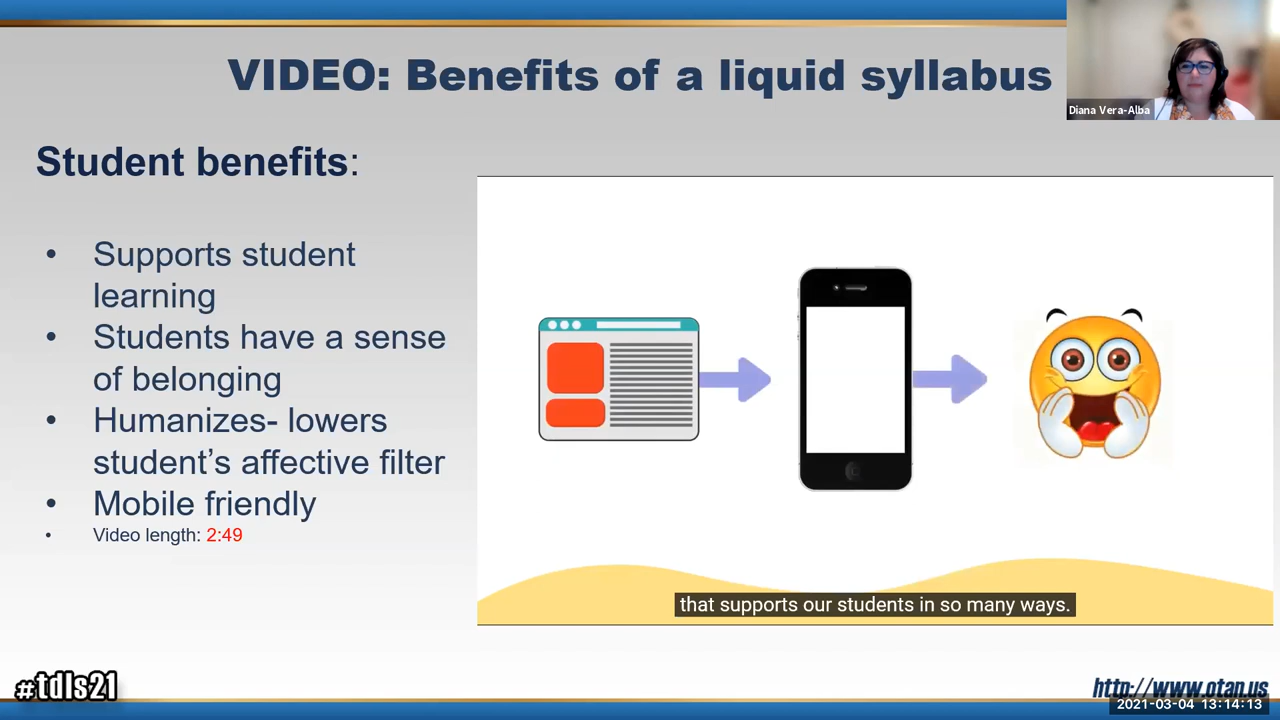 VIDEO: Benefits of a liquid syllabus
Diana Vera-Alba
Student benefits:
• Supports student
learning
• Students have a sense
of belonging
• Humanizes- lowers
student’s affective filter
• Mobile friendly
• Video length: 2:49
that supports our students in so many ways.
#tdls21
http://www.otan.us
2021-03-04 13:14:13